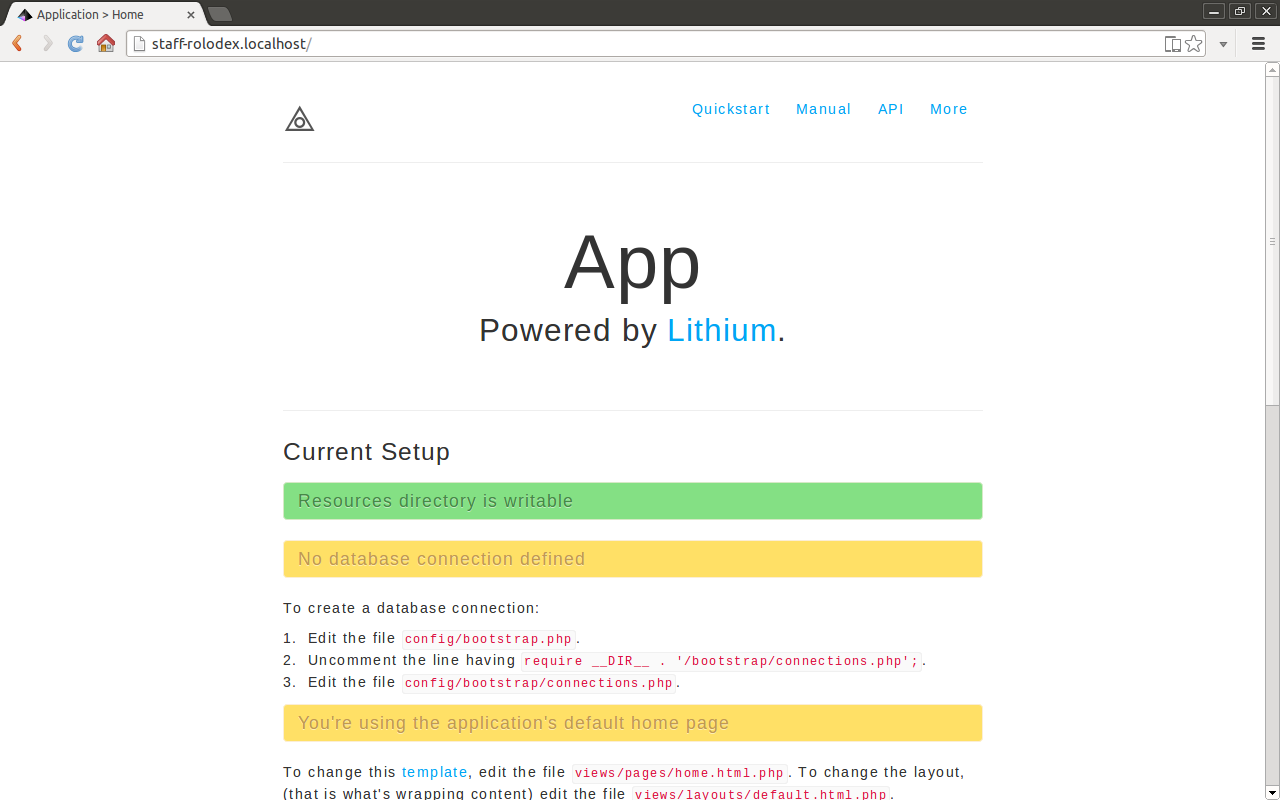 Application > Home
staff-rolodex.localhost/
Quickstart Manual API More
App
Powered by Lithium.
Current Setup
Resources directory is writable
No database connection defined
To create a database connection:
1. Edit the file config/bootstrap.php.
2. Uncomment the line having require __DIR__ . '/bootstrap/connections.php'; .
3. Edit the file config/bootstrap/connections.php.
You're using the application's default home page
To change this template, edit the file views/pages/home.html.php. To change the layout,
(that is what's wrapping content) edit the file views/layouts/default.html.php.